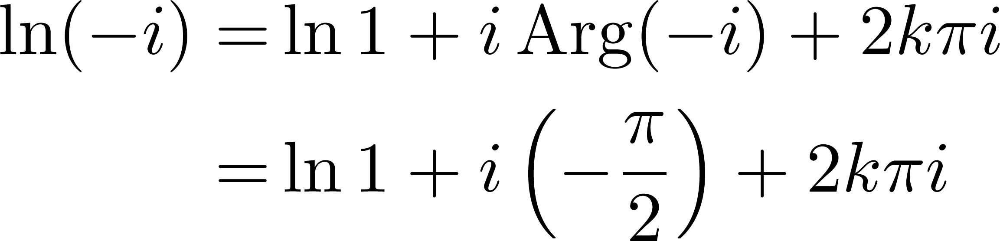 ln(−i) = ln 1 + i Arg(−i) + 2kπi
= ln 1 + i (−π/2) + 2kπi